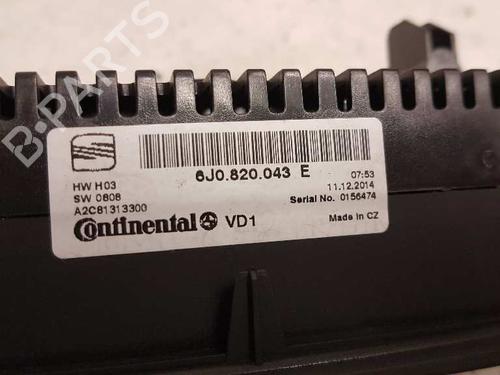 B-PARTS
6J0.820.043 E
HW H03
SW 0808
A2C81313300
07:53
11.12.2014
Serial No. 0156474
Continental VD1
Made in CZ